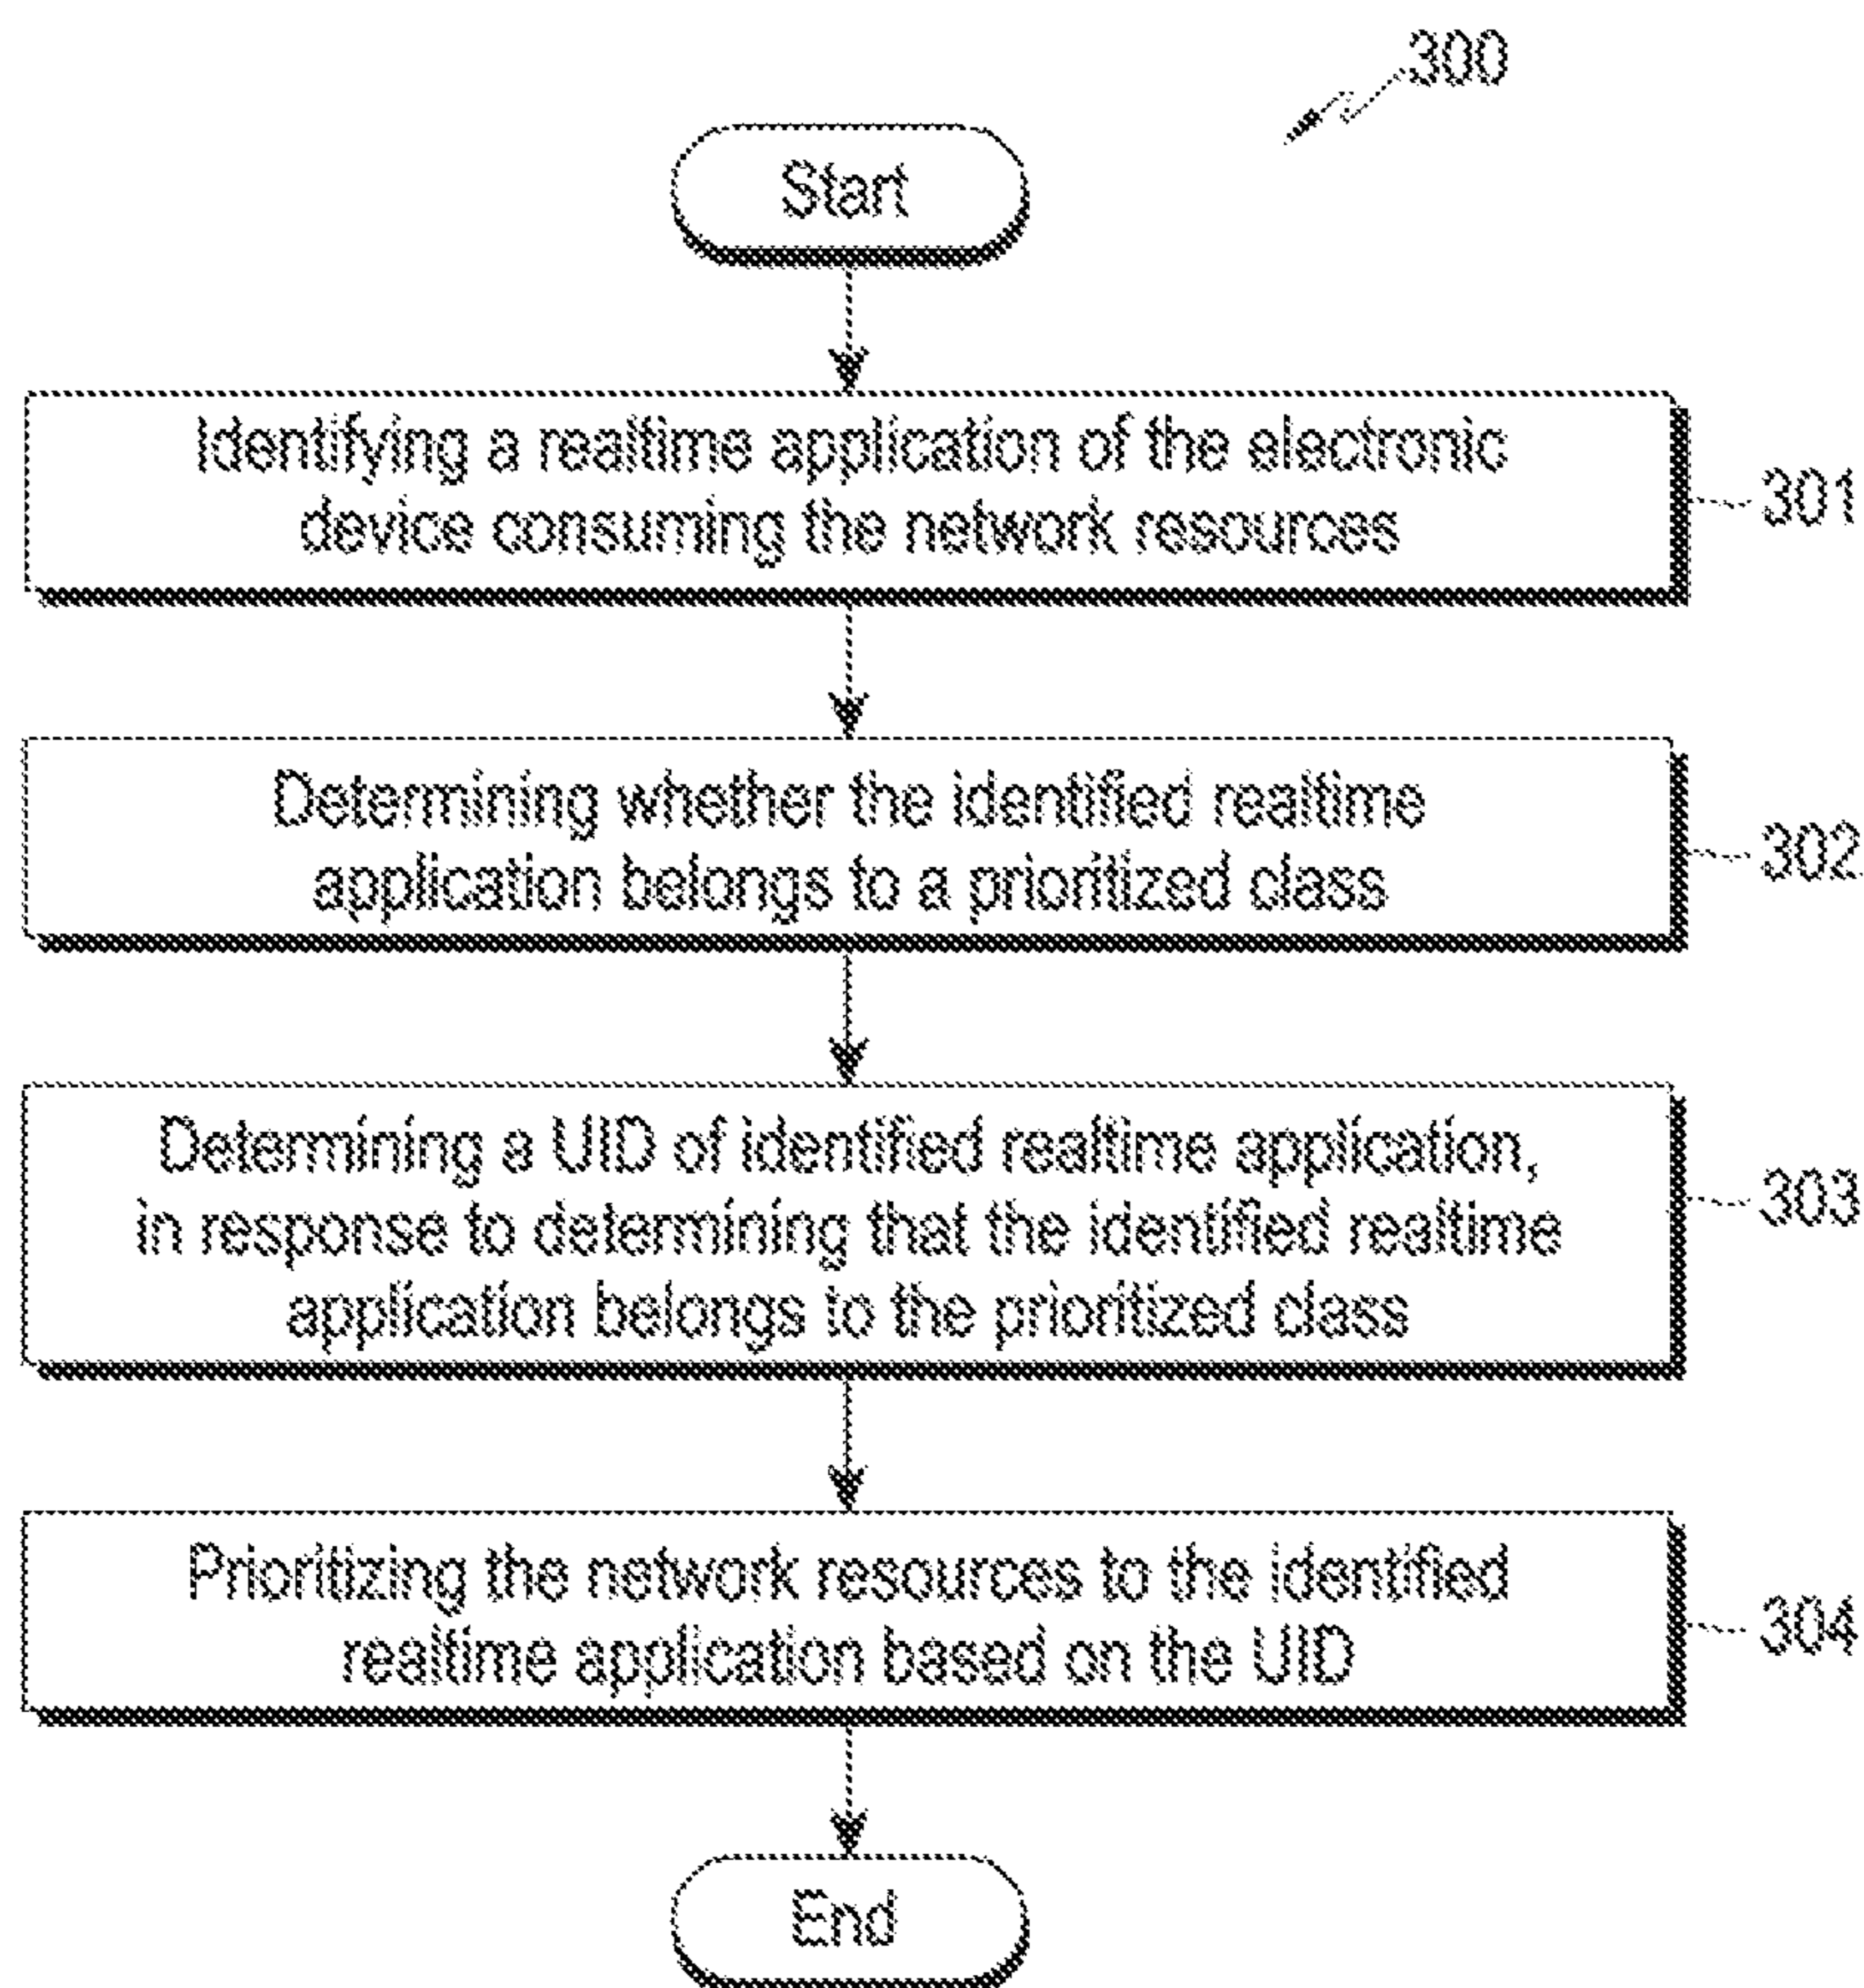 300
Start
Identifying a realtime application of the electronic
device consuming the network resources
301
Determining whether the identified realtime
application belongs to a prioritized class
302
Determining a UID of identified realtime application,
in response to determining that the identified realtime
application belongs to the prioritized class
303
Prioritizing the network resources to the identified
realtime application based on the UID
304
End